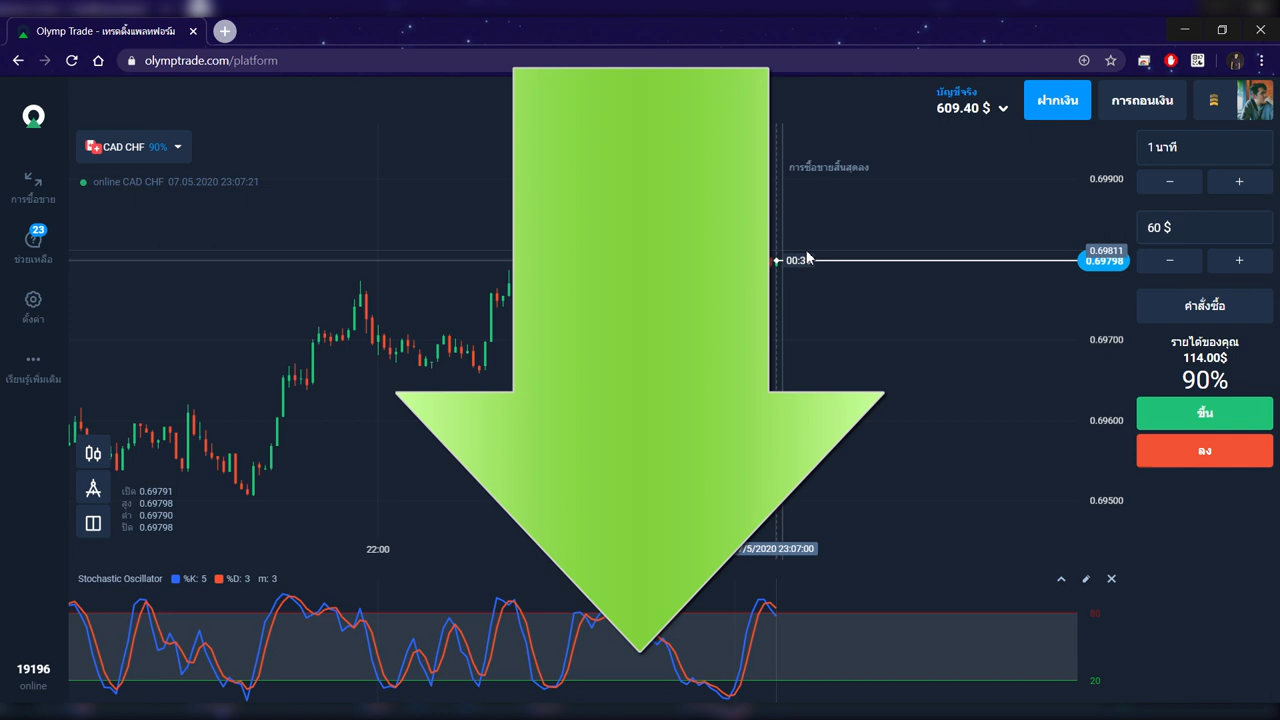 Olymp Trade - เทรดดิ้งแพลทฟอร์ม
olymptrade.com/platform
บัญชีจริง
609.40 $
ฝากเงิน
การถอนเงิน
CAD CHF 90%
online CAD CHF 07.05.2020 23:07:21
การซื้อขาย
23
ช่วยเหลือ
ตั้งค่า
เรียนรู้เพิ่มเติม
19196
online
การซื้อขายสิ้นสุดลง
0.69900
0.69811
0.69798
0.69700
0.69600
0.69500
1 นาที
60 $
คำสั่งซื้อ
รายได้ของคุณ
114.00$
90%
ขึ้น
ลง
เปิด 0.69791
สูง 0.69798
ต่ำ 0.69790
ปิด 0.69798
22:00
/5/2020 23:07:00
Stochastic Oscillator %K: 5 %D: 3 m: 3
80
20